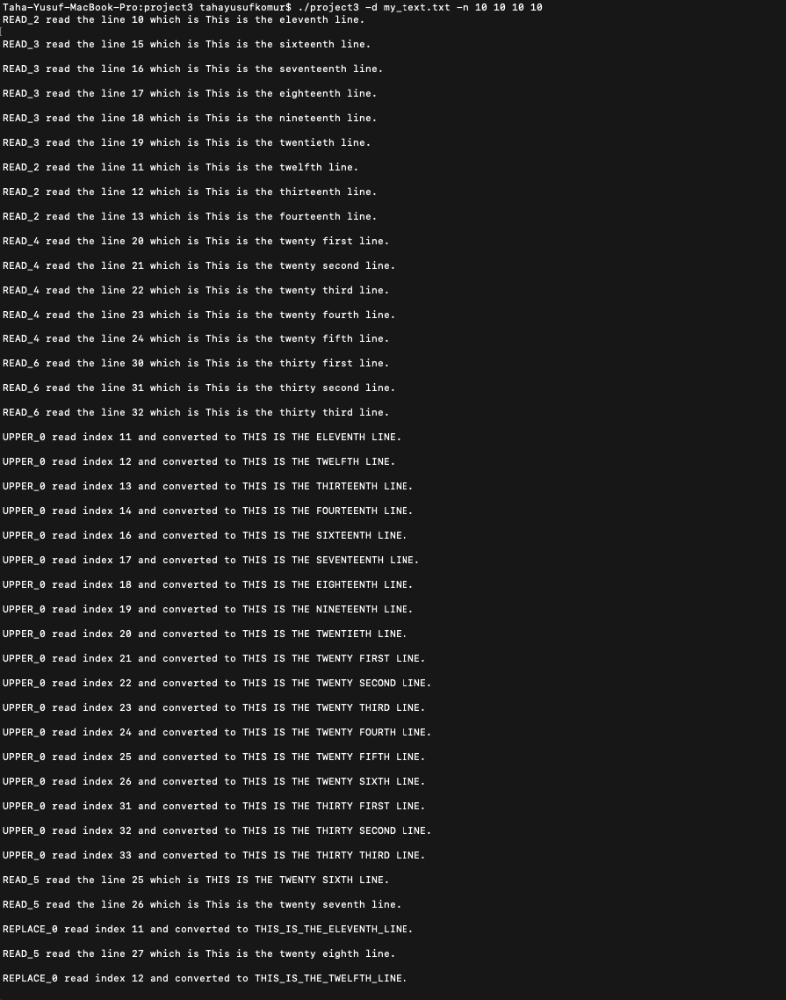 Taha-Yusuf-MacBook-Pro:project3 tahayusufkomur$ ./project3 -d my_text.txt -n 10 10 10 10
READ_2 read the line 10 which is This is the eleventh line.
READ_3 read the line 15 which is This is the sixteenth line.
READ_3 read the line 16 which is This is the seventeenth line.
READ_3 read the line 17 which is This is the eighteenth line.
READ_3 read the line 18 which is This is the nineteenth line.
READ_3 read the line 19 which is This is the twentieth line.
READ_2 read the line 11 which is This is the twelfth line.
READ_2 read the line 12 which is This is the thirteenth line.
READ_2 read the line 13 which is This is the fourteenth line.
READ_4 read the line 20 which is This is the twenty first line.
READ_4 read the line 21 which is This is the twenty second line.
READ_4 read the line 22 which is This is the twenty third line.
READ_4 read the line 23 which is This is the twenty fourth line.
READ_4 read the line 24 which is This is the twenty fifth line.
READ_6 read the line 30 which is This is the thirty first line.
READ_6 read the line 31 which is This is the thirty second line.
READ_6 read the line 32 which is This is the thirty third line.
UPPER_0 read index 11 and converted to THIS IS THE ELEVENTH LINE.
UPPER_0 read index 12 and converted to THIS IS THE TWELFTH LINE.
UPPER_0 read index 13 and converted to THIS IS THE THIRTEENTH LINE.
UPPER_0 read index 14 and converted to THIS IS THE FOURTEENTH LINE.
UPPER_0 read index 16 and converted to THIS IS THE SIXTEENTH LINE.
UPPER_0 read index 17 and converted to THIS IS THE SEVENTEENTH LINE.
UPPER_0 read index 18 and converted to THIS IS THE EIGHTEENTH LINE.
UPPER_0 read index 19 and converted to THIS IS THE NINETEENTH LINE.
UPPER_0 read index 20 and converted to THIS IS THE TWENTIETH LINE.
UPPER_0 read index 21 and converted to THIS IS THE TWENTY FIRST LINE.
UPPER_0 read index 22 and converted to THIS IS THE TWENTY SECOND LINE.
UPPER_0 read index 23 and converted to THIS IS THE TWENTY THIRD LINE.
UPPER_0 read index 24 and converted to THIS IS THE TWENTY FOURTH LINE.
UPPER_0 read index 25 and converted to THIS IS THE TWENTY FIFTH LINE.
UPPER_0 read index 26 and converted to THIS IS THE TWENTY SIXTH LINE.
UPPER_0 read index 31 and converted to THIS IS THE THIRTY FIRST LINE.
UPPER_0 read index 32 and converted to THIS IS THE THIRTY SECOND LINE.
UPPER_0 read index 33 and converted to THIS IS THE THIRTY THIRD LINE.
READ_5 read the line 25 which is THIS IS THE TWENTY SIXTH LINE.
READ_5 read the line 26 which is This is the twenty seventh line.
REPLACE_0 read index 11 and converted to THIS_IS_THE_ELEVENTH_LINE.
READ_5 read the line 27 which is This is the twenty eighth line.
REPLACE_0 read index 12 and converted to THIS_IS_THE_TWELFTH_LINE.